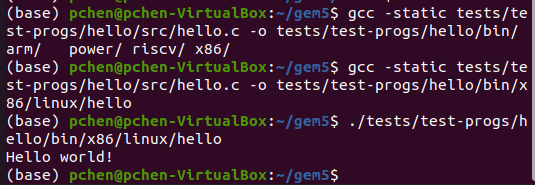 (base) pchen@pchen-VirtualBox:~/gem5$ gcc -static tests/te
st-progs/hello/src/hello.c -o tests/test-progs/hello/bin/
arm/   power/ riscv/ x86/
(base) pchen@pchen-VirtualBox:~/gem5$ gcc -static tests/te
st-progs/hello/src/hello.c -o tests/test-progs/hello/bin/x
86/linux/hello
(base) pchen@pchen-VirtualBox:~/gem5$ ./tests/test-progs/h
ello/bin/x86/linux/hello
Hello world!
(base) pchen@pchen-VirtualBox:~/gem5$